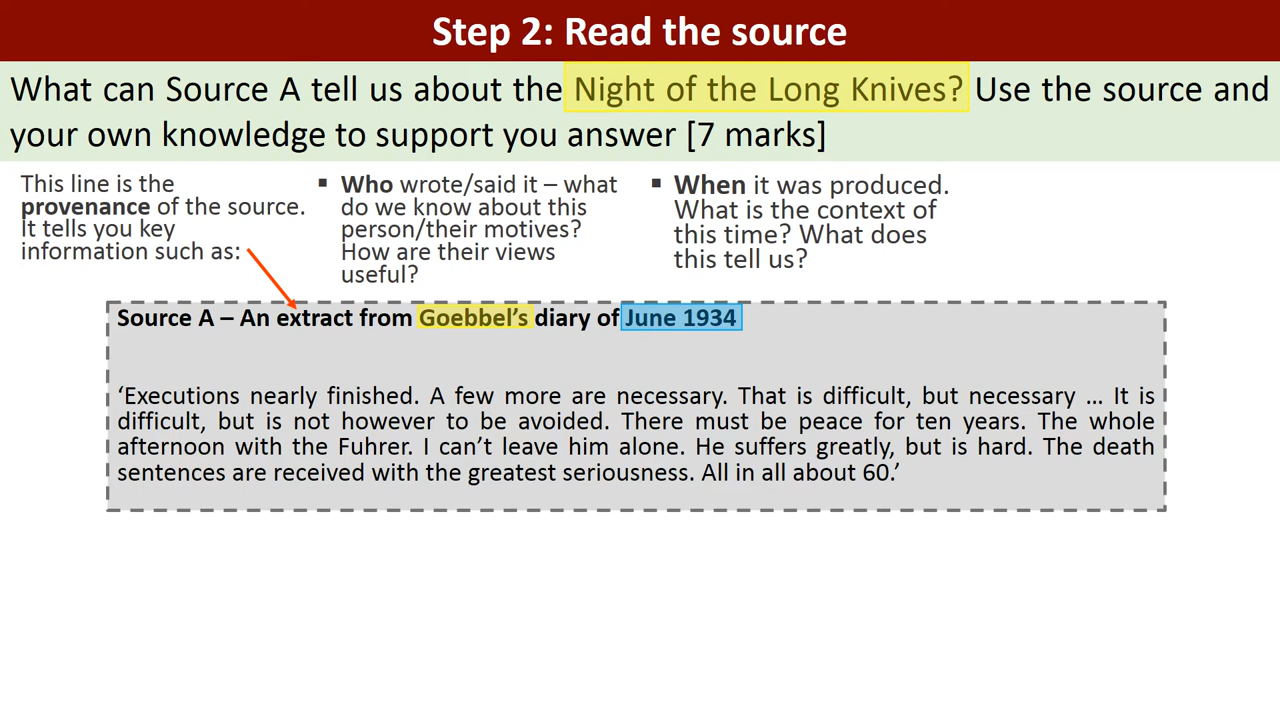 Step 2: Read the source
What can Source A tell us about the Night of the Long Knives? Use the source and
your own knowledge to support you answer [7 marks]
This line is the
provenance of the source.
It tells you key
information such as:
▪ Who wrote/said it – what
do we know about this
person/their motives?
How are their views
useful?
▪ When it was produced.
What is the context of
this time? What does
this tell us?
Source A – An extract from Goebbel’s diary of June 1934
‘Executions nearly finished. A few more are necessary. That is difficult, but necessary … It is
difficult, but is not however to be avoided. There must be peace for ten years. The whole
afternoon with the Fuhrer. I can’t leave him alone. He suffers greatly, but is hard. The death
sentences are received with the greatest seriousness. All in all about 60.’